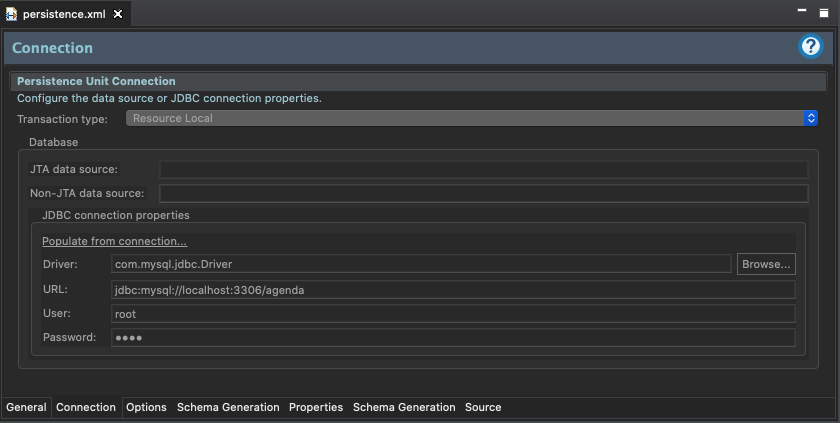 persistence.xml
Connection
Persistence Unit Connection
Configure the data source or JDBC connection properties.
Transaction type: Resource Local
Database
JTA data source:
Non-JTA data source:
JDBC connection properties
Populate from connection...
Driver: com.mysql.jdbc.Driver Browse...
URL: jdbc:mysql://localhost:3306/agenda
User: root
Password: ●●●●
General Connection Options Schema Generation Properties Schema Generation Source